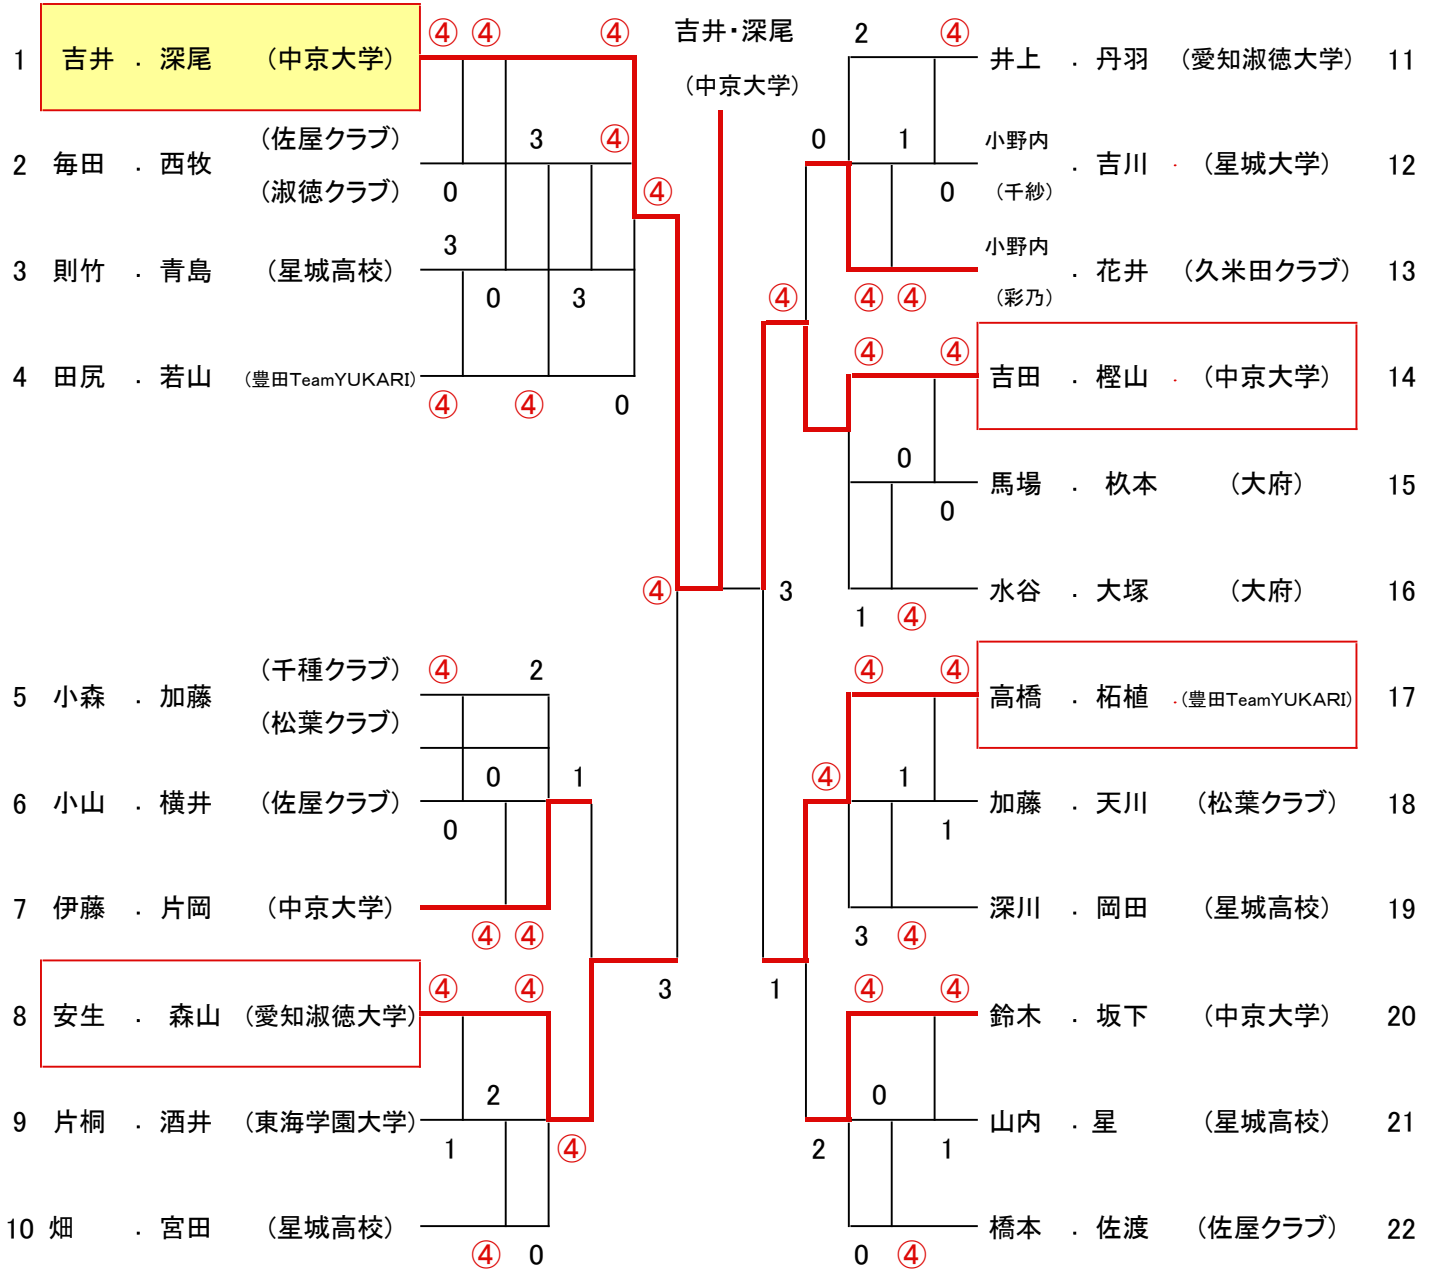 ④ ④ ④ 吉井・深尾 2 ④
1 吉井 . 深尾 (中京大学) 井上 . 丹羽 (愛知淑徳大学) 11
(中京大学)
(佐屋クラブ) 3 ④ 0 1 小野内
2 毎田 . 西牧 . 吉川 . (星城大学) 12
(淑徳クラブ) 0 ④ 0 (千紗)
3 小野内
3 則竹 . 青島 (星城高校) . 花井 (久米田クラブ) 13
0 3 ④ ④ ④ (彩乃)
④ ④
4 田尻 . 若山 (豊田TeamYUKARI) 吉田 . 樫山 . (中京大学) 14
④ ④ 0
0
馬場 . 杁本 (大府) 15
0
④ 3 水谷 . 大塚 (大府) 16
1 ④
(千種クラブ) ④ 2 ④ ④
5 小森 . 加藤 高橋 . 柘植 . (豊田TeamYUKARI) 17
(松葉クラブ)
0 1 ④ 1
6 小山 . 横井 (佐屋クラブ) 加藤 . 天川 (松葉クラブ) 18
0 1
7 伊藤 . 片岡 (中京大学) 深川 . 岡田 (星城高校) 19
④ ④ 3 ④
④ ④ 3 1 ④ ④
8 安生 . 森山 (愛知淑徳大学) 鈴木 . 坂下 (中京大学) 20
2 0
9 片桐 . 酒井 (東海学園大学) 山内 . 星 (星城高校) 21
1 ④ 2 1
10 畑 . 宮田 (星城高校) 橋本 . 佐渡 (佐屋クラブ) 22
④ 0 0 ④